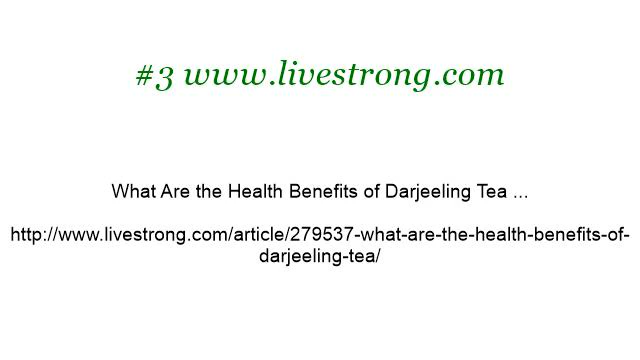 #3 www.livestrong.com
What Are the Health Benefits of Darjeeling Tea ...
http://www.livestrong.com/article/279537-what-are-the-health-benefits-of-
darjeeling-tea/